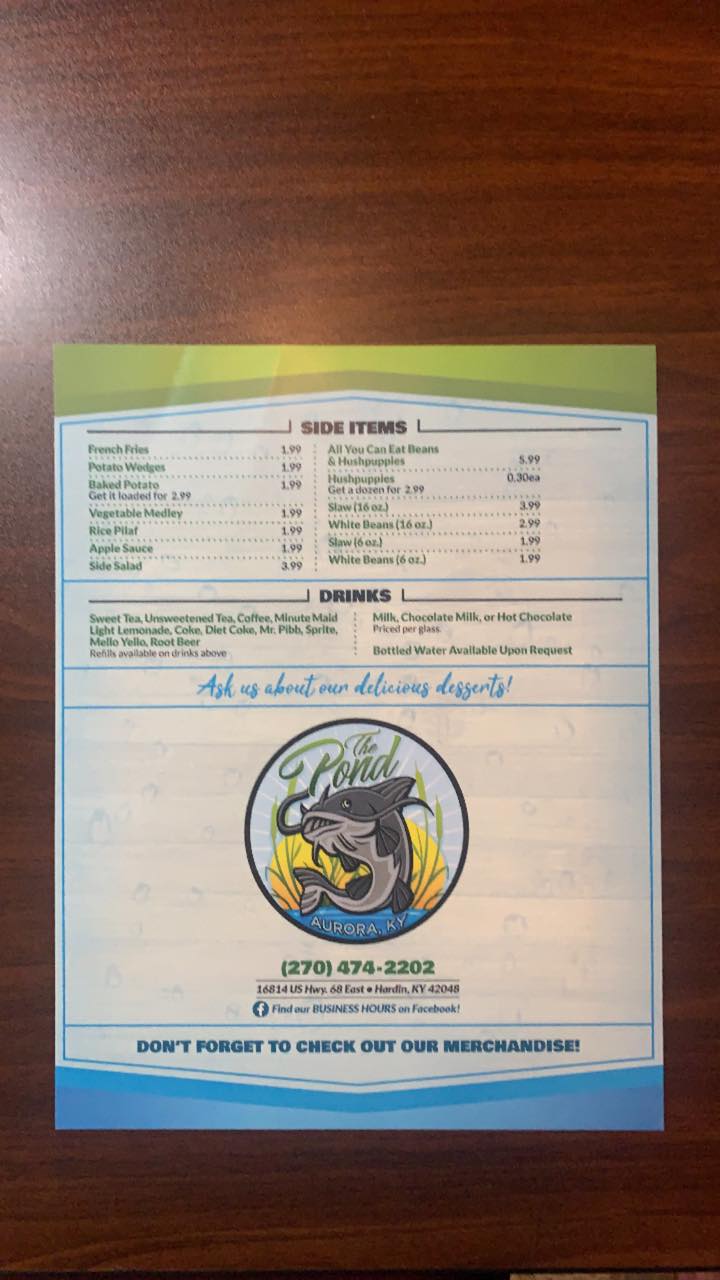 SIDE ITEMS
French Fries 1.99
Potato Wedges 1.99
Baked Potato 1.99
Get it loaded for 2.99
Vegetable Medley 1.99
Rice Pilaf 1.99
Apple Sauce 1.99
Side Salad 3.99
All You Can Eat Beans
& Hushpuppies 5.99
Hushpuppies 0.30ea
Get a dozen for 2.99
Slaw (16 oz.) 3.99
White Beans (16 oz.) 2.99
Slaw (6 oz.) 1.99
White Beans (6 oz.) 1.99
DRINKS
Sweet Tea, Unsweetened Tea, Coffee, Minute Maid
Light Lemonade, Coke, Diet Coke, Mr. Pibb, Sprite,
Mello Yello, Root Beer
Refills available on drinks above
Milk, Chocolate Milk, or Hot Chocolate
Priced per glass.
Bottled Water Available Upon Request
Ask us about our delicious desserts!
The
Pond
AURORA, KY
(270) 474-2202
16814 US Hwy. 68 East • Hardin, KY 42048
Find our BUSINESS HOURS on Facebook!
DON'T FORGET TO CHECK OUT OUR MERCHANDISE!